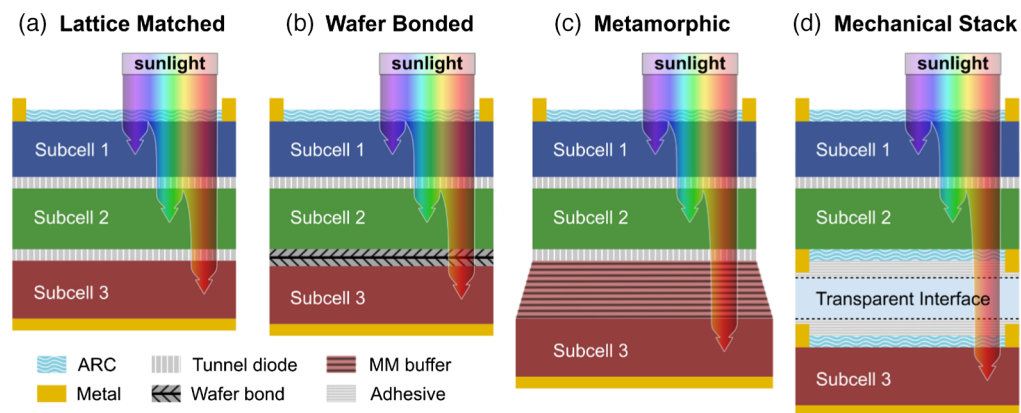 (a) Lattice Matched
(b) Wafer Bonded
(c) Metamorphic
(d) Mechanical Stack
sunlight
sunlight
sunlight
sunlight
Subcell 1
Subcell 1
Subcell 1
Subcell 1
Subcell 2
Subcell 2
Subcell 2
Subcell 2
Subcell 3
Subcell 3
Transparent Interface
Subcell 3
Subcell 3
ARC
Tunnel diode
MM buffer
Metal
Wafer bond
Adhesive